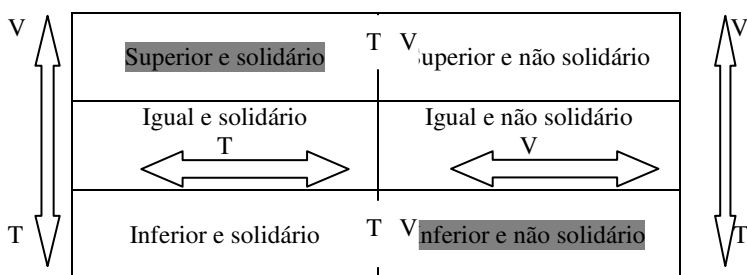 V T V V
Superior e solidário uperior e não solidário
Igual e solidário Igual e não solidário
T V
T Inferior e solidário T V nferior e não solidário T